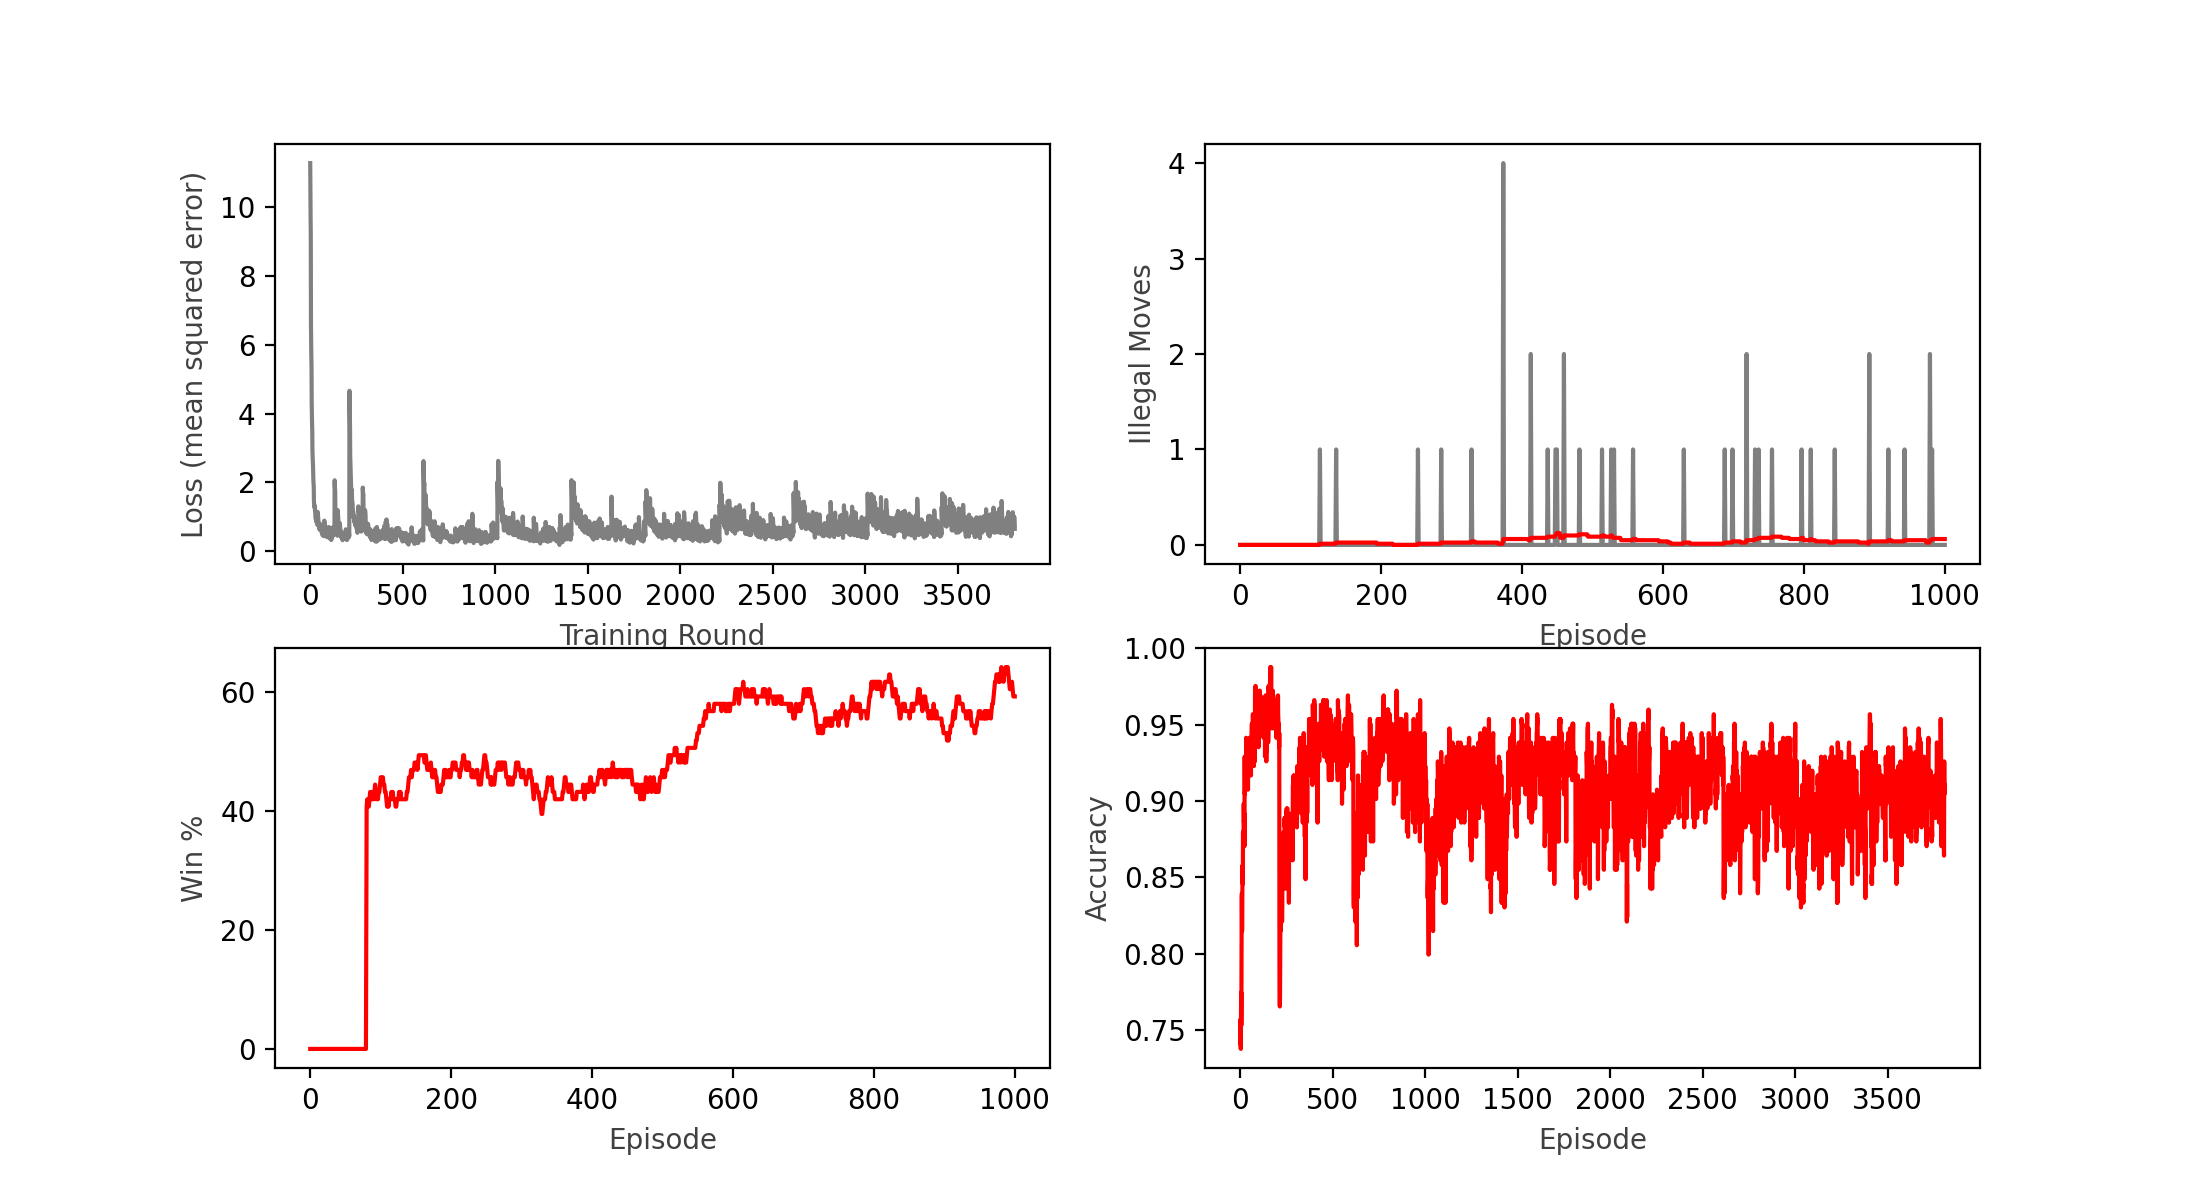 Loss (mean squared error)
10
8
6
4
2
0
0 500 1000 1500 2000 2500 3000 3500
Training Round
Illegal Moves
4
3
2
1
0
0 200 400 600 800 1000
Episode
Win %
60
40
20
0
0 200 400 600 800 1000
Episode
Accuracy
1.00
0.95
0.90
0.85
0.80
0.75
0 500 1000 1500 2000 2500 3000 3500
Episode